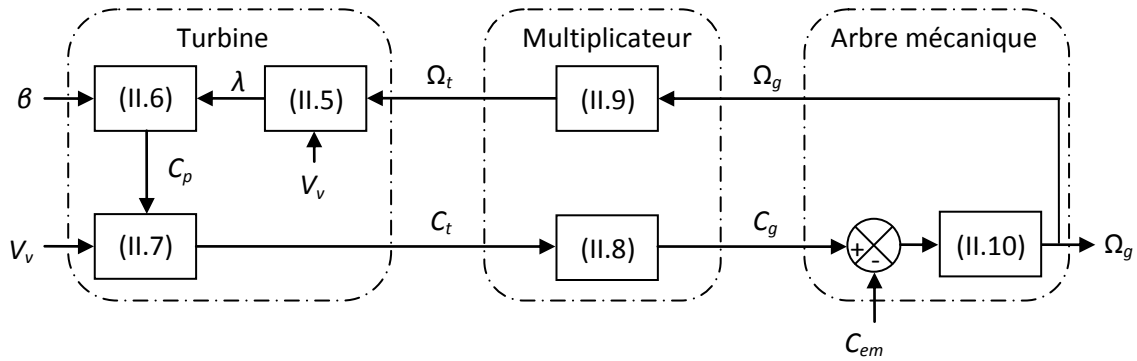 Turbine
Multiplicateur
Arbre mécanique
β
(II.6)
λ
(II.5)
Ωt
(II.9)
Ωg
Cp
Vv
Vv
(II.7)
Ct
(II.8)
Cg
+
-
(II.10)
Ωg
Cem